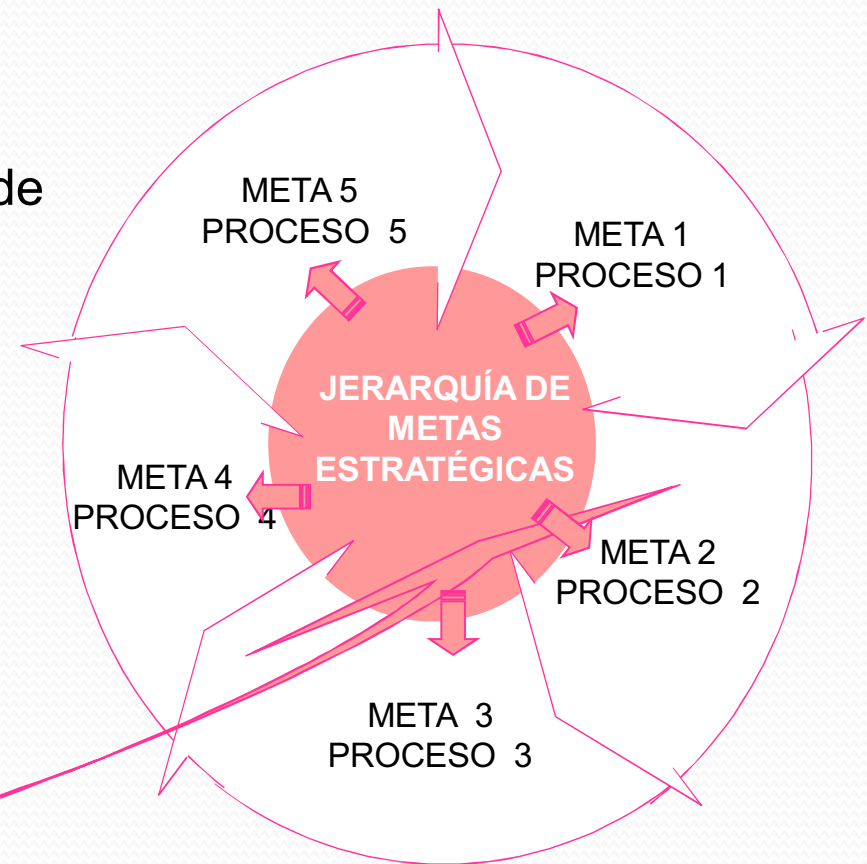 de
META 5
PROCESO 5
META 1
PROCESO 1
JERARQUÍA DE
METAS
ESTRATÉGICAS
META 4
PROCESO 4
META 2
PROCESO 2
META 3
PROCESO 3